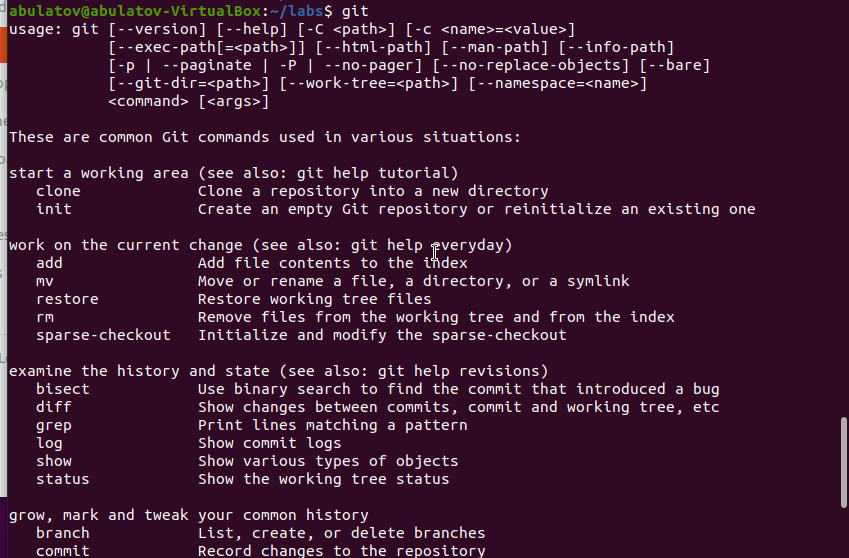 abulatov@abulatov-VirtualBox:~/labs$ git
usage: git [--version] [--help] [-C <path>] [-c <name>=<value>]
           [--exec-path[=<path>]] [--html-path] [--man-path] [--info-path]
           [-p | --paginate | -P | --no-pager] [--no-replace-objects] [--bare]
           [--git-dir=<path>] [--work-tree=<path>] [--namespace=<name>]
           <command> [<args>]

These are common Git commands used in various situations:

start a working area (see also: git help tutorial)
   clone             Clone a repository into a new directory
   init              Create an empty Git repository or reinitialize an existing one

work on the current change (see also: git help everyday)
   add               Add file contents to the index
   mv                Move or rename a file, a directory, or a symlink
   restore           Restore working tree files
   rm                Remove files from the working tree and from the index
   sparse-checkout   Initialize and modify the sparse-checkout

examine the history and state (see also: git help revisions)
   bisect            Use binary search to find the commit that introduced a bug
   diff              Show changes between commits, commit and working tree, etc
   grep              Print lines matching a pattern
   log               Show commit logs
   show              Show various types of objects
   status            Show the working tree status

grow, mark and tweak your common history
   branch            List, create, or delete branches
   commit            Record changes to the repository